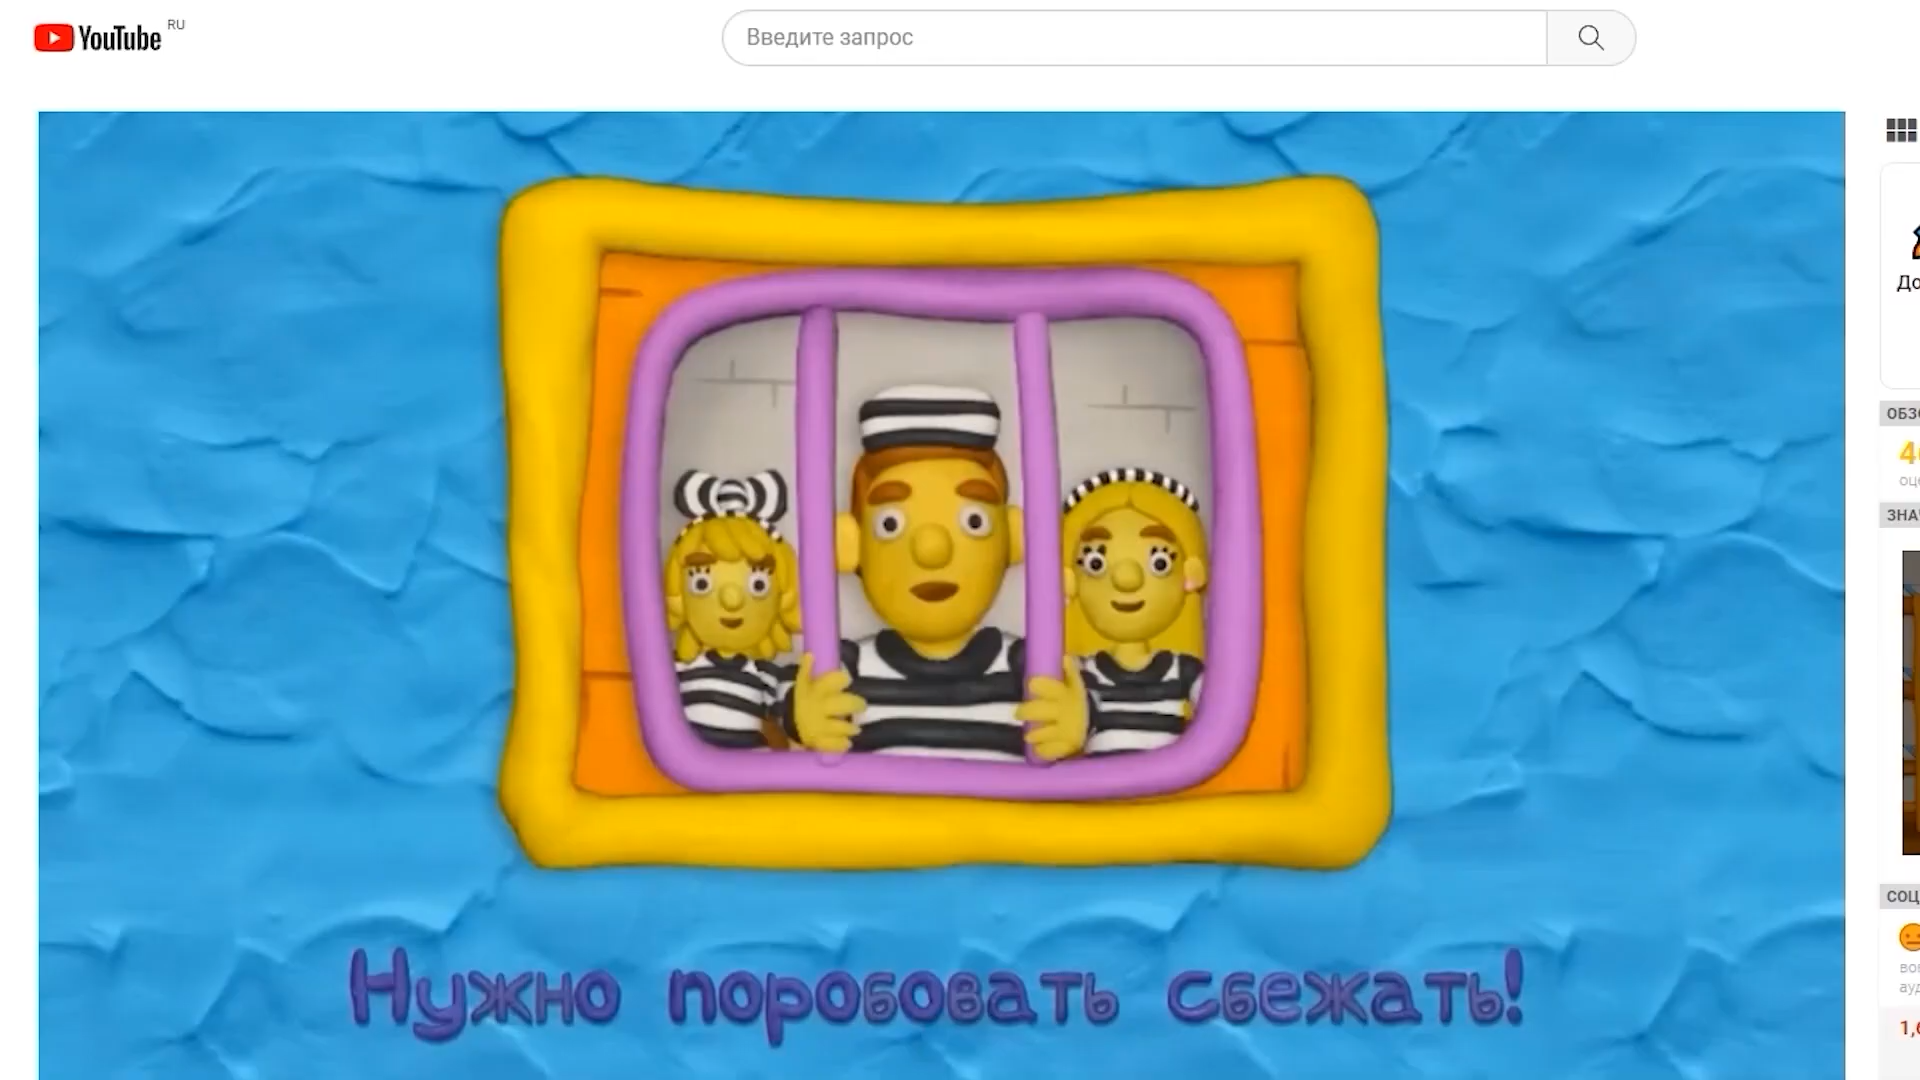 YouTube RU
Введите запрос
Нужно поробовать сбежать!